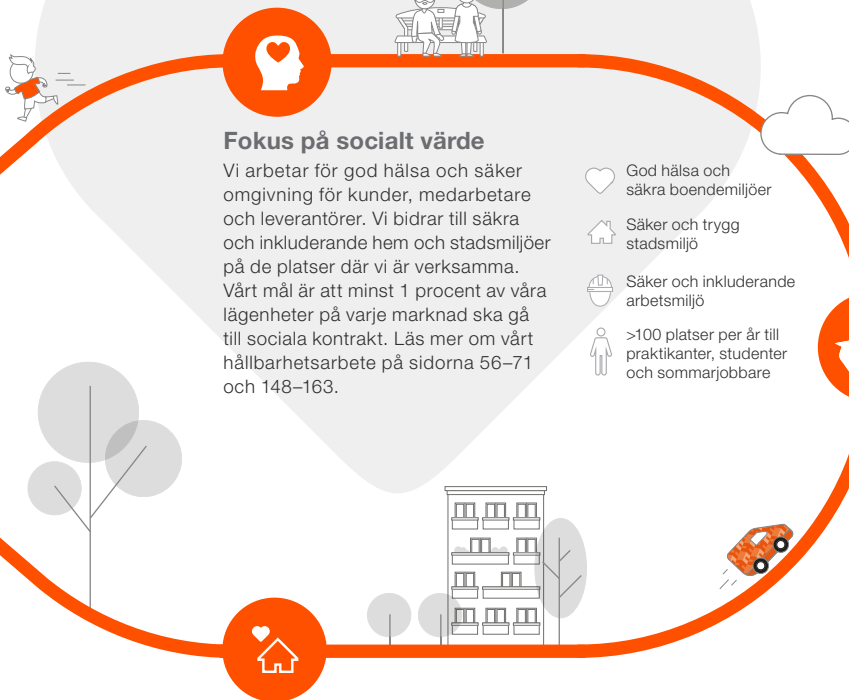 Fokus på socialt värde
Vi arbetar för god hälsa och säker
omgivning för kunder, medarbetare
och leverantörer. Vi bidrar till säkra
och inkluderande hem och stadsmiljöer
på de platser där vi är verksamma.
Vårt mål är att minst 1 procent av våra
lägenheter på varje marknad ska gå
till sociala kontrakt. Läs mer om vårt
hållbarhetsarbete på sidorna 56–71
och 148–163.
God hälsa och
säkra boendemiljöer
Säker och trygg
stadsmiljö
Säker och inkluderande
arbetsmiljö
>100 platser per år till
praktikanter, studenter
och sommarjobbare